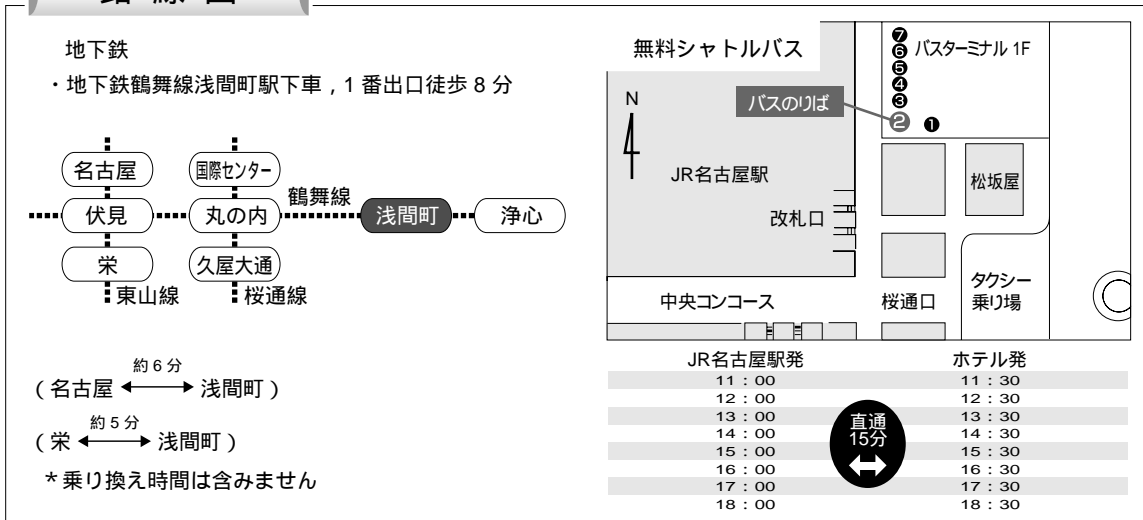 地下鉄
・地下鉄鶴舞線浅間町駅下車,1番出口徒歩8分
名古屋
国際センター
鶴舞線
伏見
丸の内
浅間町
浄心
栄
久屋大通
東山線
桜通線
約6分
(名古屋 ←→ 浅間町)
約5分
(栄 ←→ 浅間町)
*乗り換え時間は含みません
無料シャトルバス
N
❼
❻
❺
❹
❸
2
❶
バスターミナル 1F
バスのりば
JR名古屋駅
松坂屋
改札口
タクシー
乗り場
中央コンコース
桜通口
JR名古屋駅発 ホテル発
11:00 11:30
12:00 12:30
13:00 13:30
14:00 14:30
15:00 15:30
16:00 16:30
17:00 17:30
18:00 18:30
直通
15分